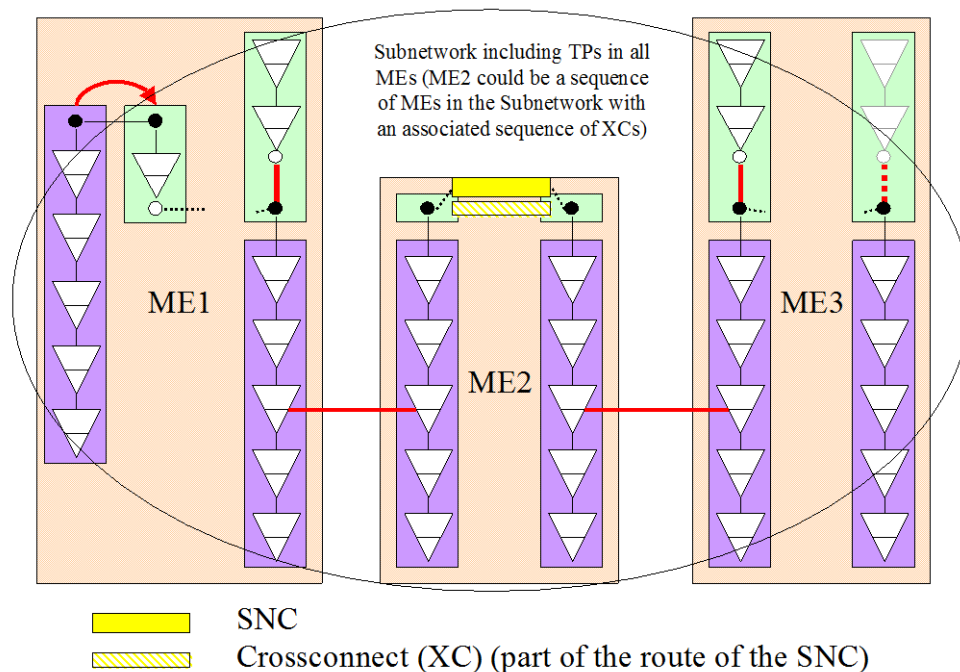 Subnetwork including TPs in all
MEs (ME2 could be a sequence
of MEs in the Subnetwork with
an associated sequence of XCs)
ME1
ME2
ME3
SNC
Crossconnect (XC) (part of the route of the SNC)